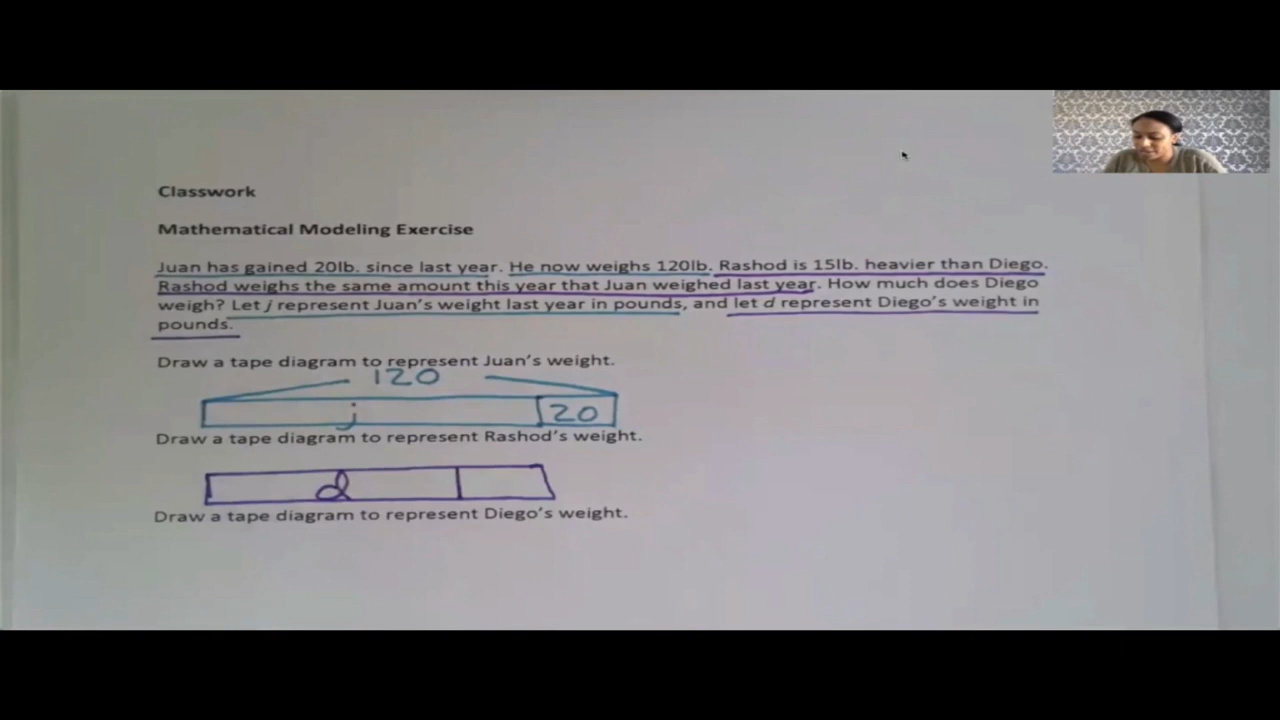 Classwork
Mathematical Modeling Exercise
Juan has gained 20lb. since last year. He now weighs 120lb. Rashod is 15lb. heavier than Diego.
Rashod weighs the same amount this year that Juan weighed last year. How much does Diego
weigh? Let j represent Juan's weight last year in pounds, and let d represent Diego's weight in
pounds.
Draw a tape diagram to represent Juan's weight.
120
j 20
Draw a tape diagram to represent Rashod's weight.
d
Draw a tape diagram to represent Diego's weight.